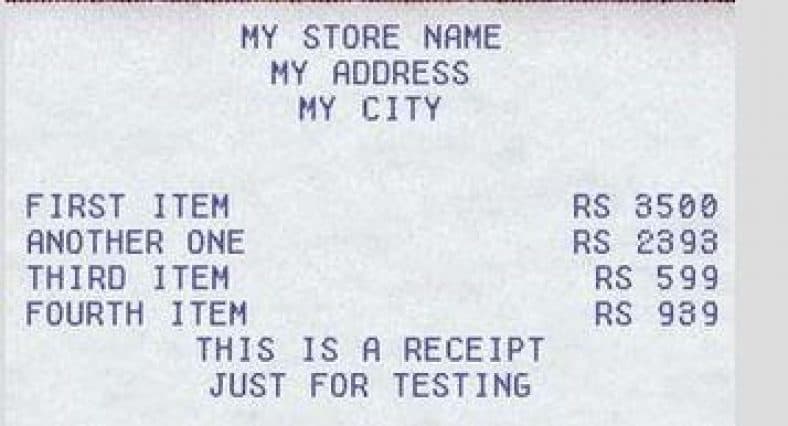 MY STORE NAME
MY ADDRESS
MY CITY
FIRST ITEM RS 3500
ANOTHER ONE RS 2393
THIRD ITEM RS 599
FOURTH ITEM RS 939
THIS IS A RECEIPT
JUST FOR TESTING